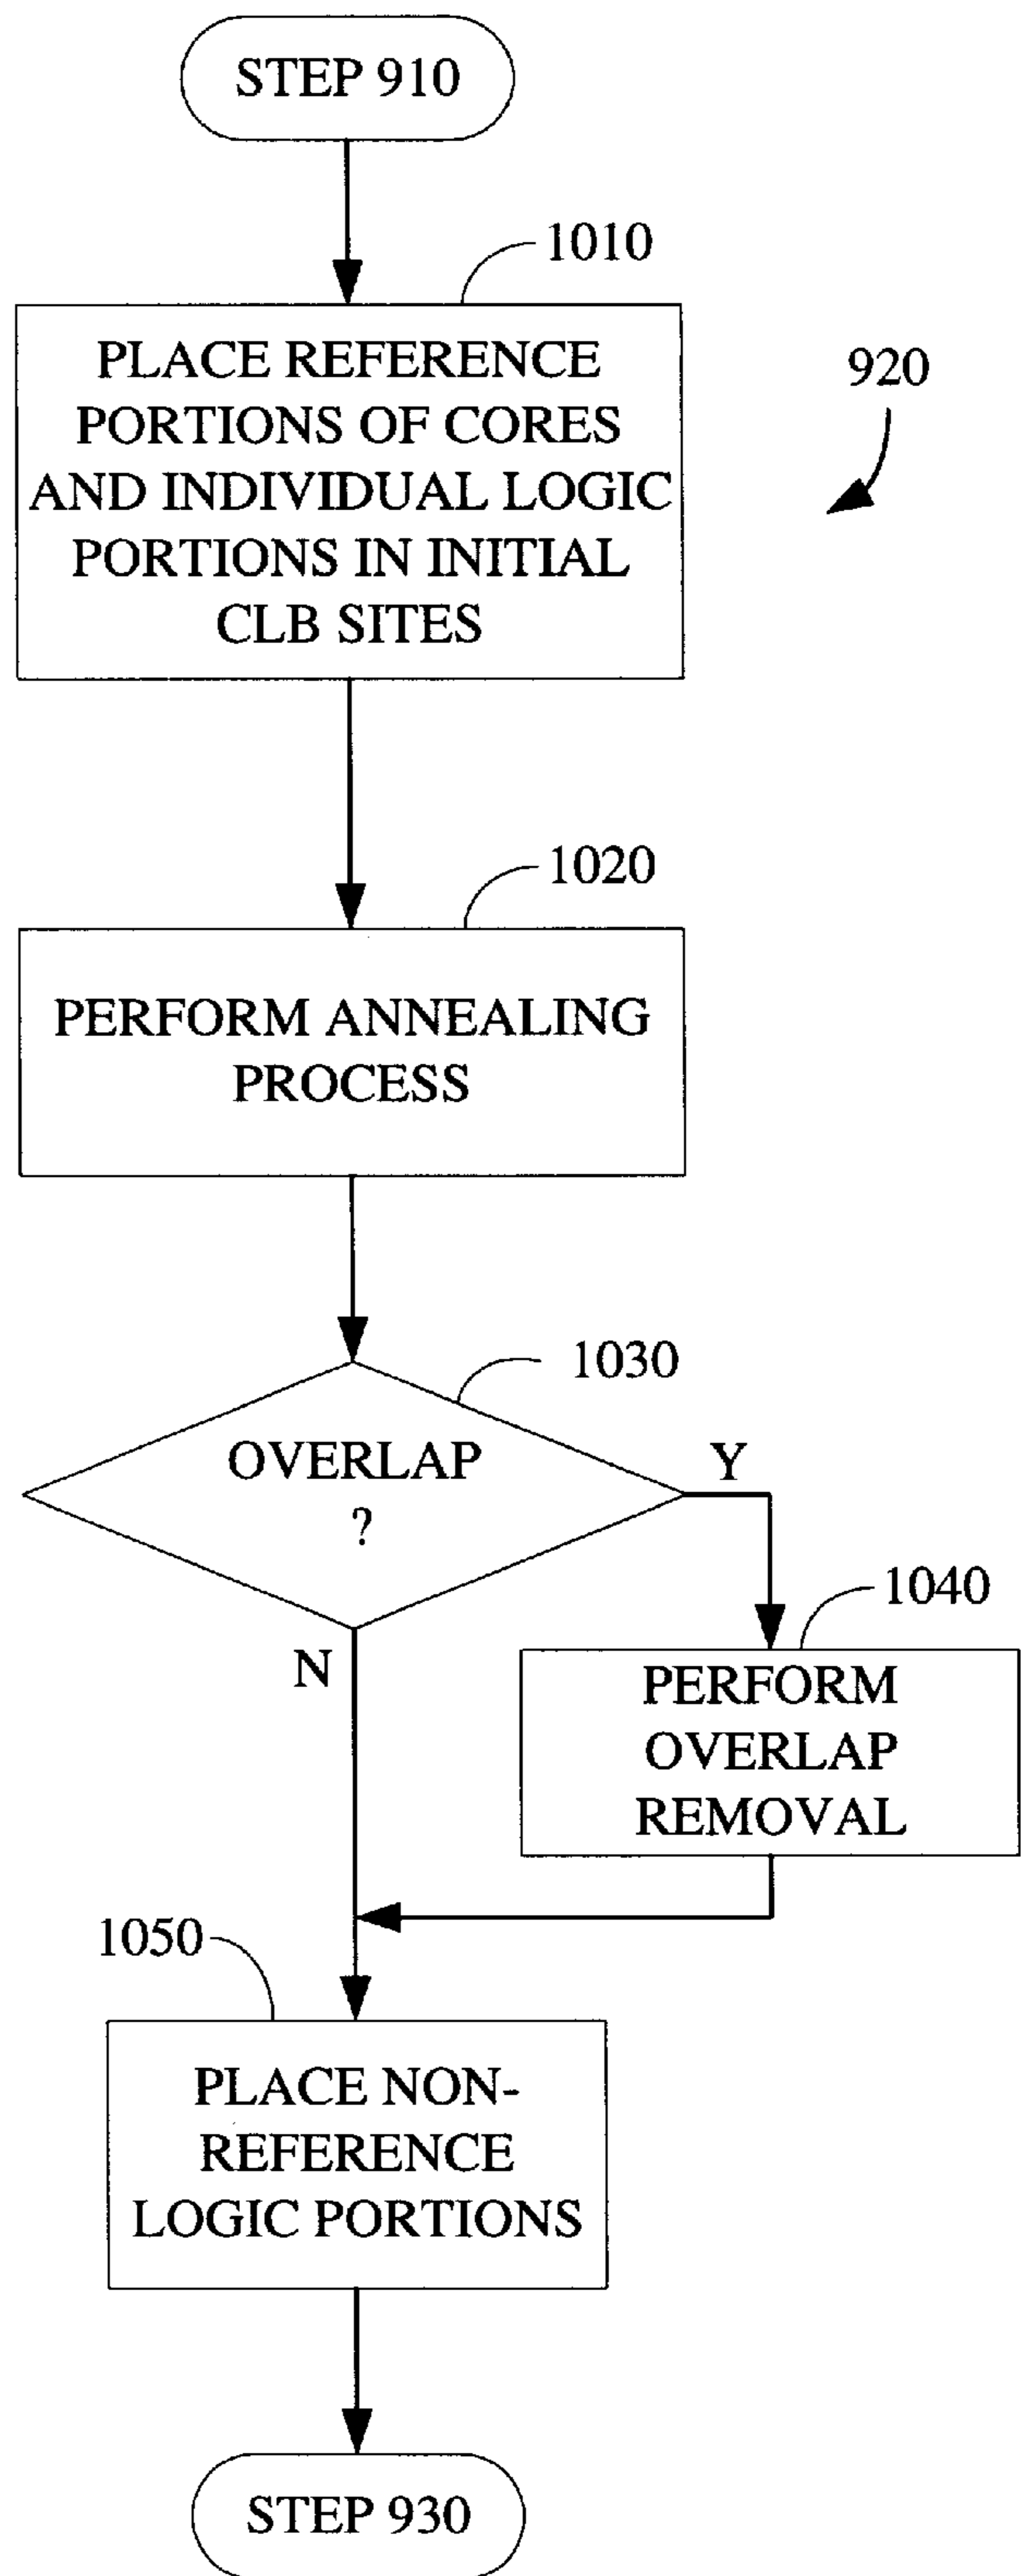 STEP 910
1010
PLACE REFERENCE
PORTIONS OF CORES
AND INDIVIDUAL LOGIC
PORTIONS IN INITIAL
CLB SITES
920
1020
PERFORM ANNEALING
PROCESS
1030
OVERLAP
?
Y
N
1040
PERFORM
OVERLAP
REMOVAL
1050
PLACE NON-
REFERENCE
LOGIC PORTIONS
STEP 930